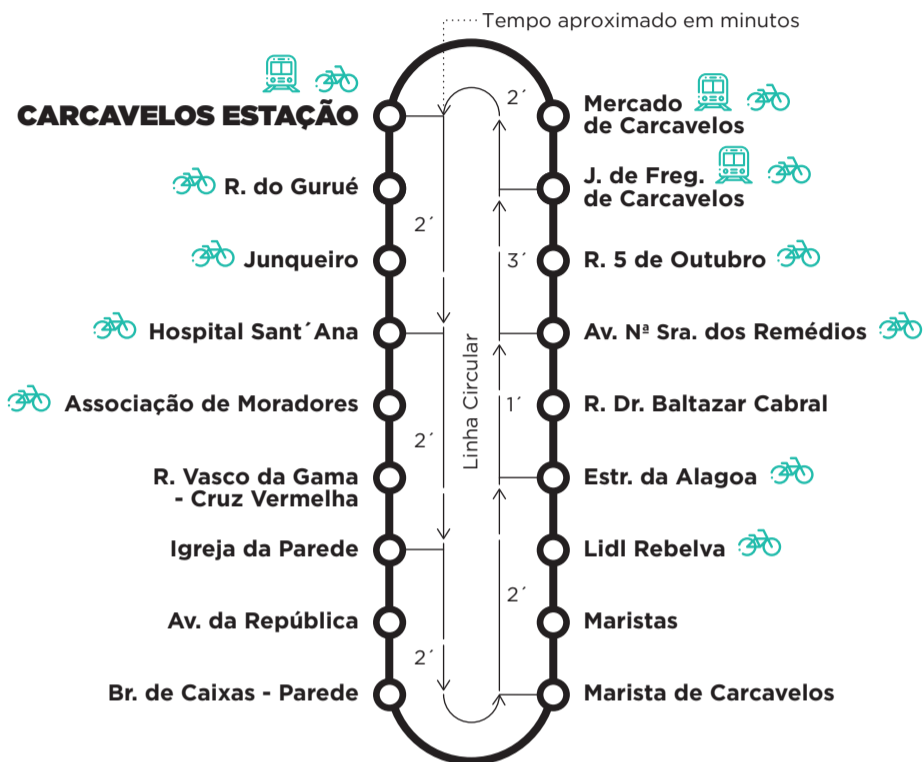 Tempo aproximado em minutos
CARCAVELOS ESTAÇÃO
R. do Gurué
2´
Junqueiro
Hospital Sant´Ana
Associação de Moradores
2´
R. Vasco da Gama
- Cruz Vermelha
Igreja da Parede
Av. da República
2´
Br. de Caixas - Parede
Linha Circular
2´
Mercado
de Carcavelos
J. de Freg.
de Carcavelos
3´
R. 5 de Outubro
Av. Nª Sra. dos Remédios
1´
R. Dr. Baltazar Cabral
Estr. da Alagoa
Lidl Rebelva
2´
Maristas
Marista de Carcavelos